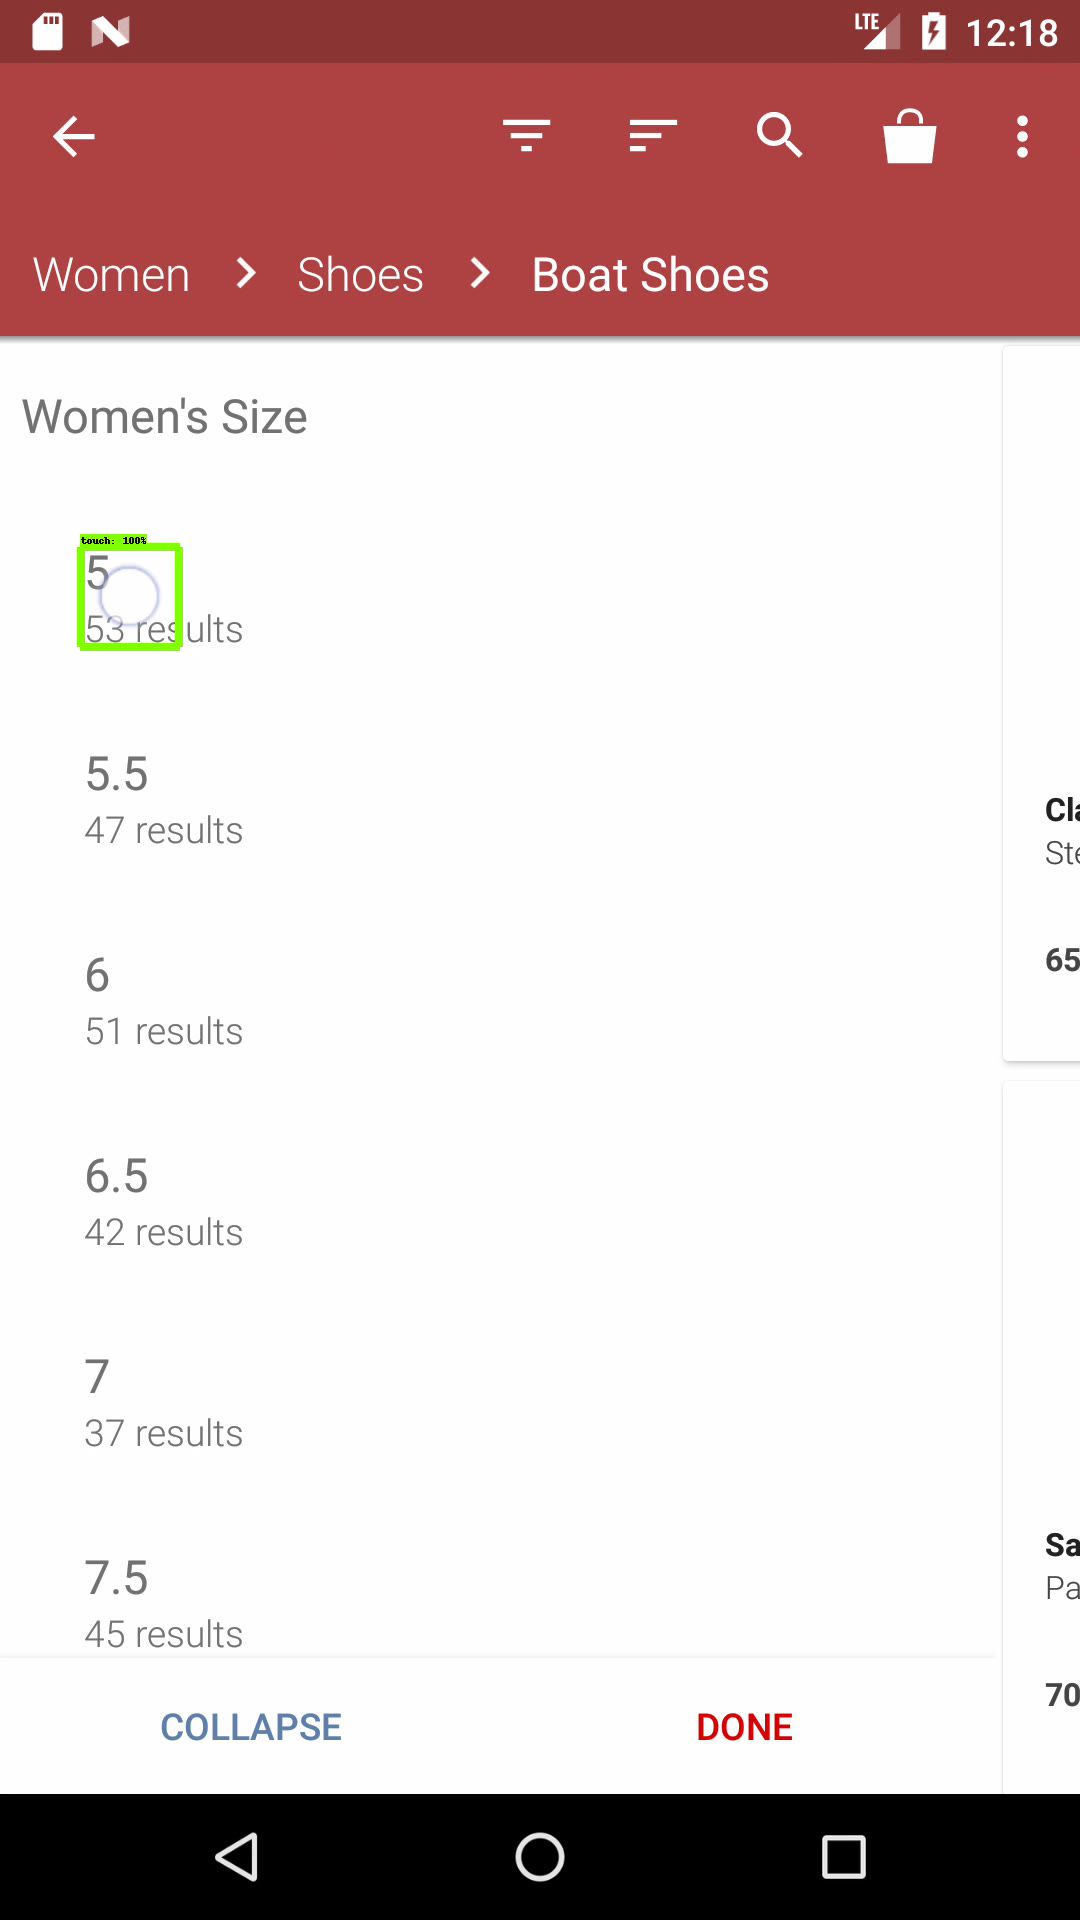 LTE 12:18
Women > Shoes > Boat Shoes
Women's Size
touch: 100%
5
53 results
5.5
47 results
Cla
Ste
6
65
51 results
6.5
42 results
7
37 results
Sa
7.5
Pa
45 results
70
COLLAPSE DONE